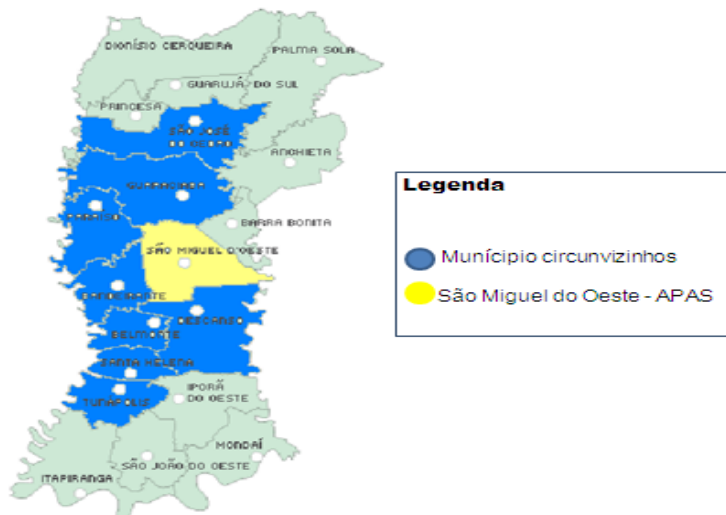 DIONÍSIO CERQUEIRA
PALMA SOLA
GUARUJÁ DO SUL
PRINCESA
SÃO JOSÉ
DO CEDRO
ANCHIETA
GUARACIABA
Legenda
PARAISO
BARRA BONITA
SÃO MIGUEL D'OESTE
Munícipio circunvizinhos
BANDEIRANTE
São Miguel do Oeste - APAS
DESCANSO
BELMONTE
SANTA HELENA
IPORÃ
DO OESTE
TUNÁPOLIS
MONDAÍ
SÃO JOÃO DO OESTE
ITAPIRANGA